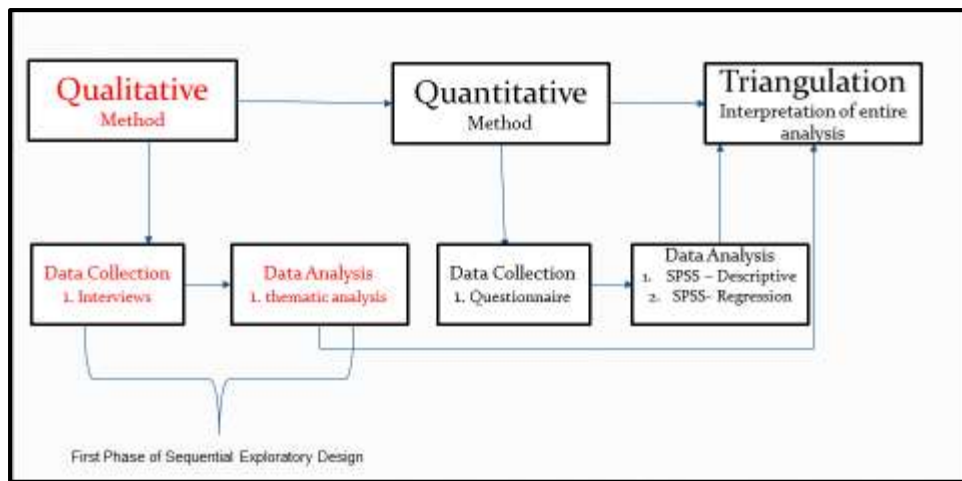 Qualitative
Method
Quantitative
Method
Triangulation
Interpretation of entire
analysis
Data Collection
1. Interviews
Data Analysis
1. thematic analysis
Data Collection
1. Questionnaire
Data Analysis
1. SPSS – Descriptive
2. SPSS- Regression
First Phase of Sequential Exploratory Design